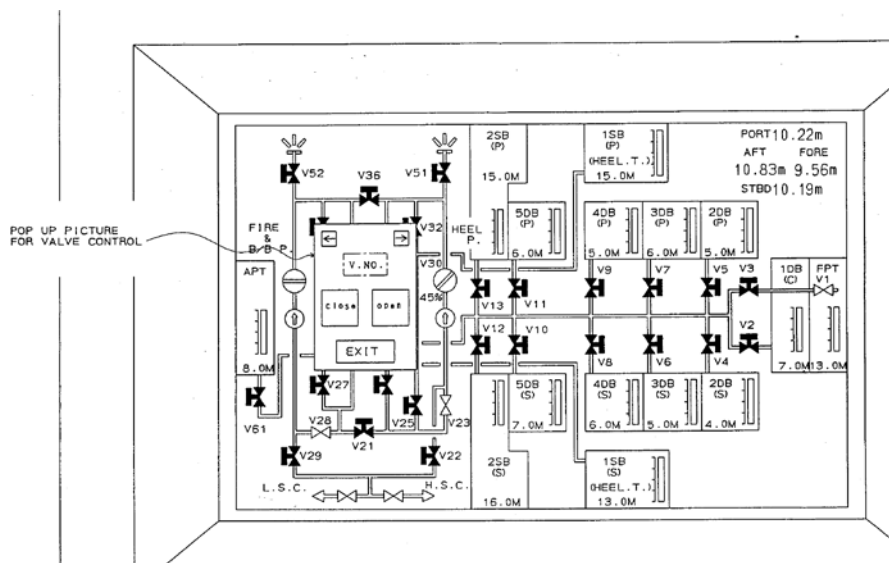 POP UP PICTURE
FOR VALVE CONTROL
V52
V36
V51
FIRE
&
B.B P.
V32
V30
45%
V.NO.
Close
open
EXIT
APT
8.0M
V61
V27
V28
V21
V25
V23
V29
V22
L.S.C.
H.S.C.
2SB
(P)
15.0M
HEEL
P.
1SB
(P)
(HEEL.T.)
15.0M
PORT 10.22m
AFT FORE
10.83m 9.56m
STBD 10.19m
5DB
(P)
6.0M
4DB
(P)
5.0M
3DB
(P)
6.0M
2DB
(P)
5.0M
V13
V11
V9
V7
V5
V3
1DB
(C)
7.0M
FPT
V1
13.0M
V12
V10
V8
V6
V4
V2
5DB
(S)
7.0M
4DB
(S)
6.0M
3DB
(S)
5.0M
2DB
(S)
4.0M
2SB
(S)
16.0M
1SB
(S)
(HEEL.T.)
13.0M